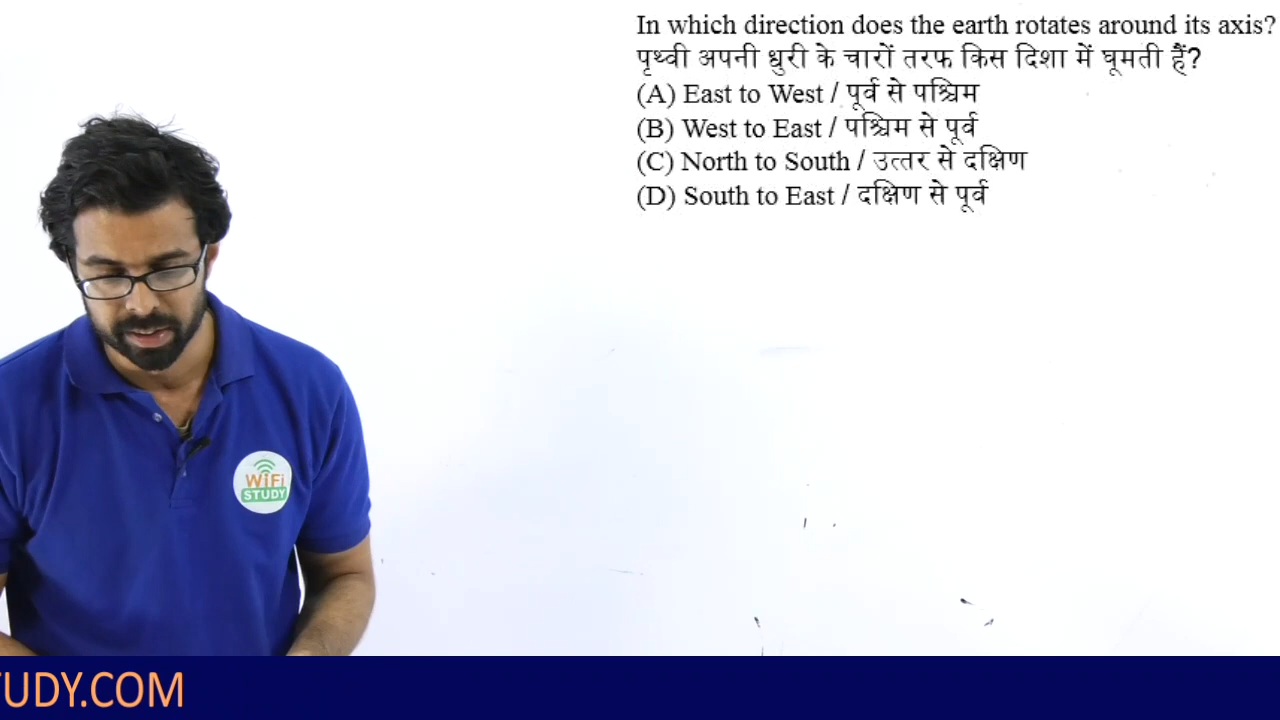 In which direction does the earth rotates around its axis?
पृथ्वी अपनी धुरी के चारों तरफ किस दिशा में घूमती हैं?
(A) East to West / पूर्व से पश्चिम
(B) West to East / पश्चिम से पूर्व
(C) North to South / उत्तर से दक्षिण
(D) South to East / दक्षिण से पूर्व
WiFi
STUDY
TUDY.COM